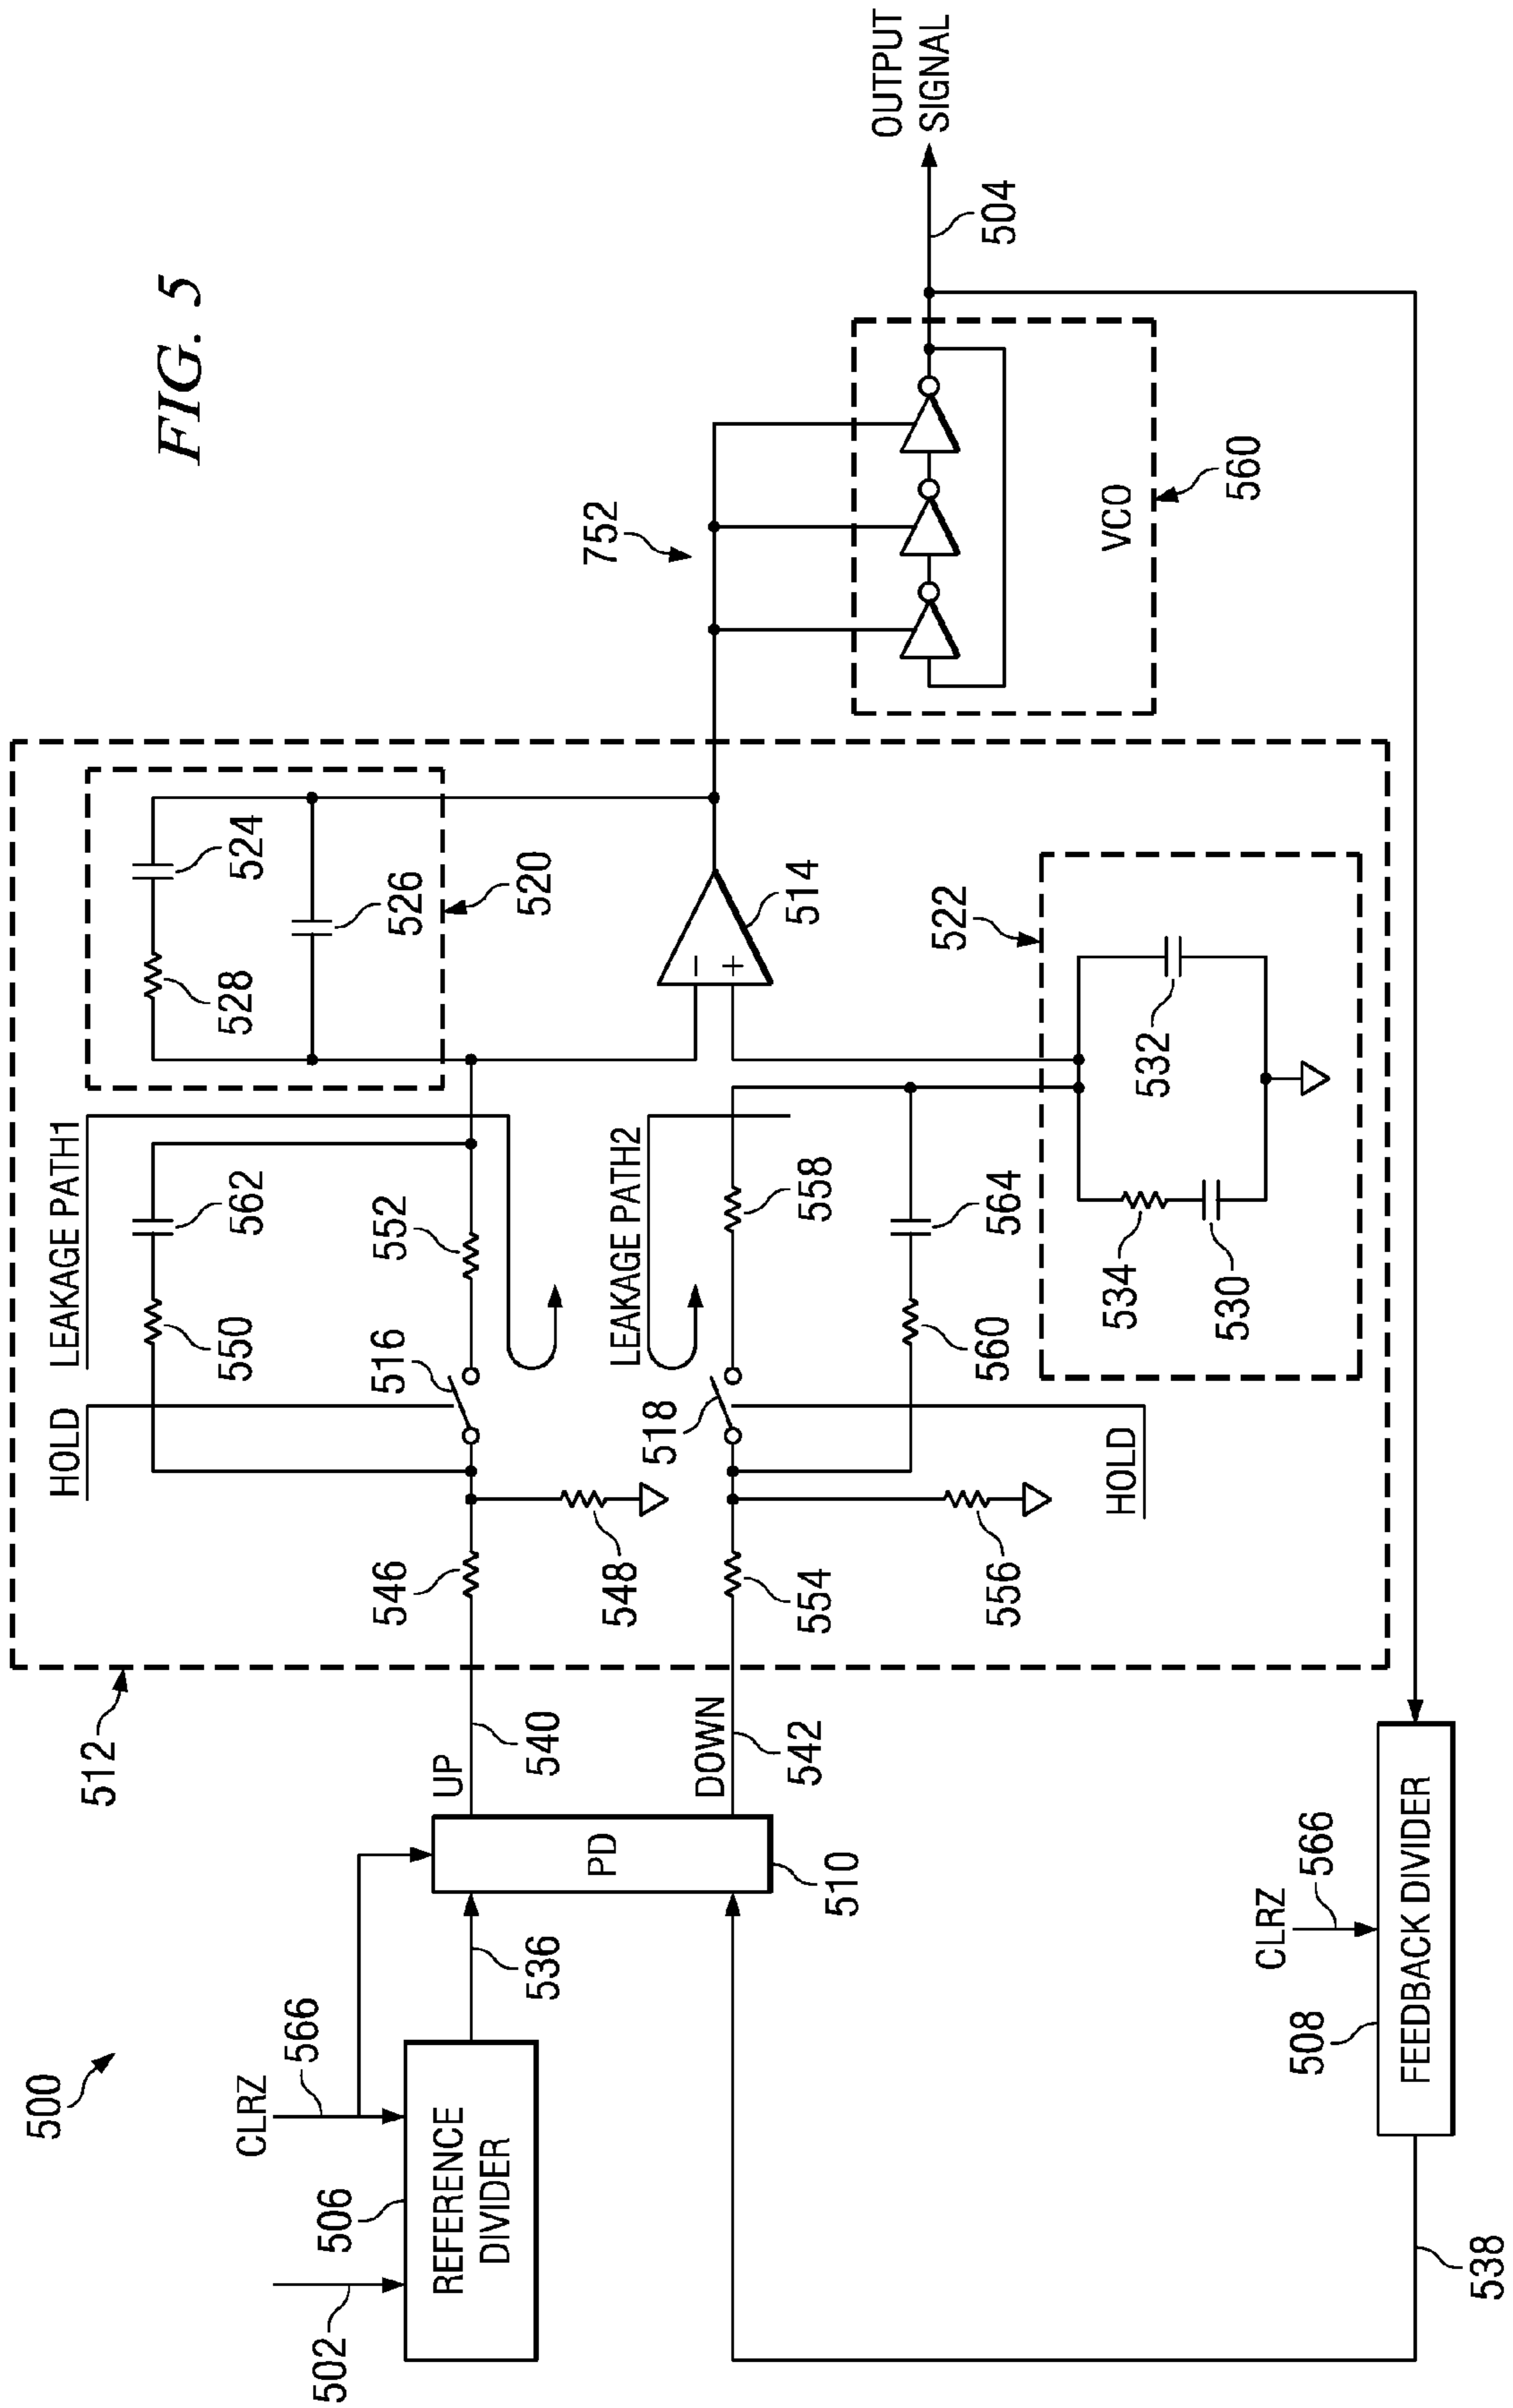 FIG. 5
500
512
HOLD
LEAKAGE PATH1
550
562
524
528
526
520
CLRZ
566
502
506
REFERENCE
DIVIDER
536
UP
540
546
516
552
548
PD
510
DOWN
542
554
518
LEAKAGE PATH2
558
514
752
OUTPUT
SIGNAL
504
556
HOLD
560
564
522
534
530
532
VCO
560
CLRZ
566
508
FEEDBACK DIVIDER
538
−
+